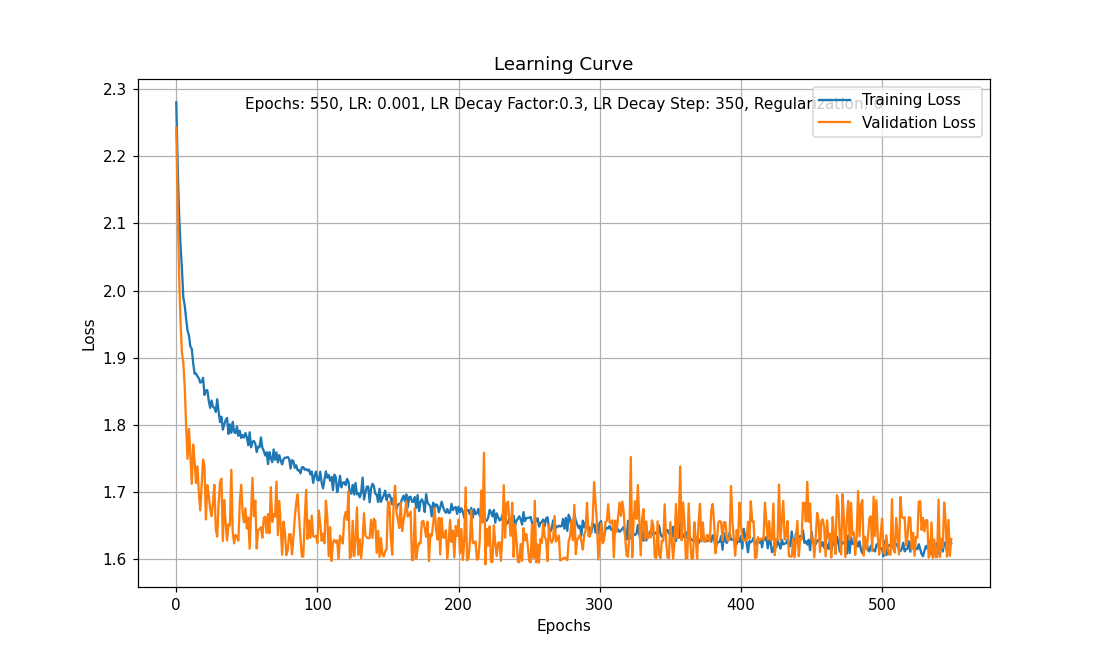 Learning Curve
Epochs: 550, LR: 0.001, LR Decay Factor:0.3, LR Decay Step: 350, Regularization: 0
Training Loss
Validation Loss
2.3
2.2
2.1
2.0
1.9
1.8
1.7
1.6
Loss
0 100 200 300 400 500
Epochs